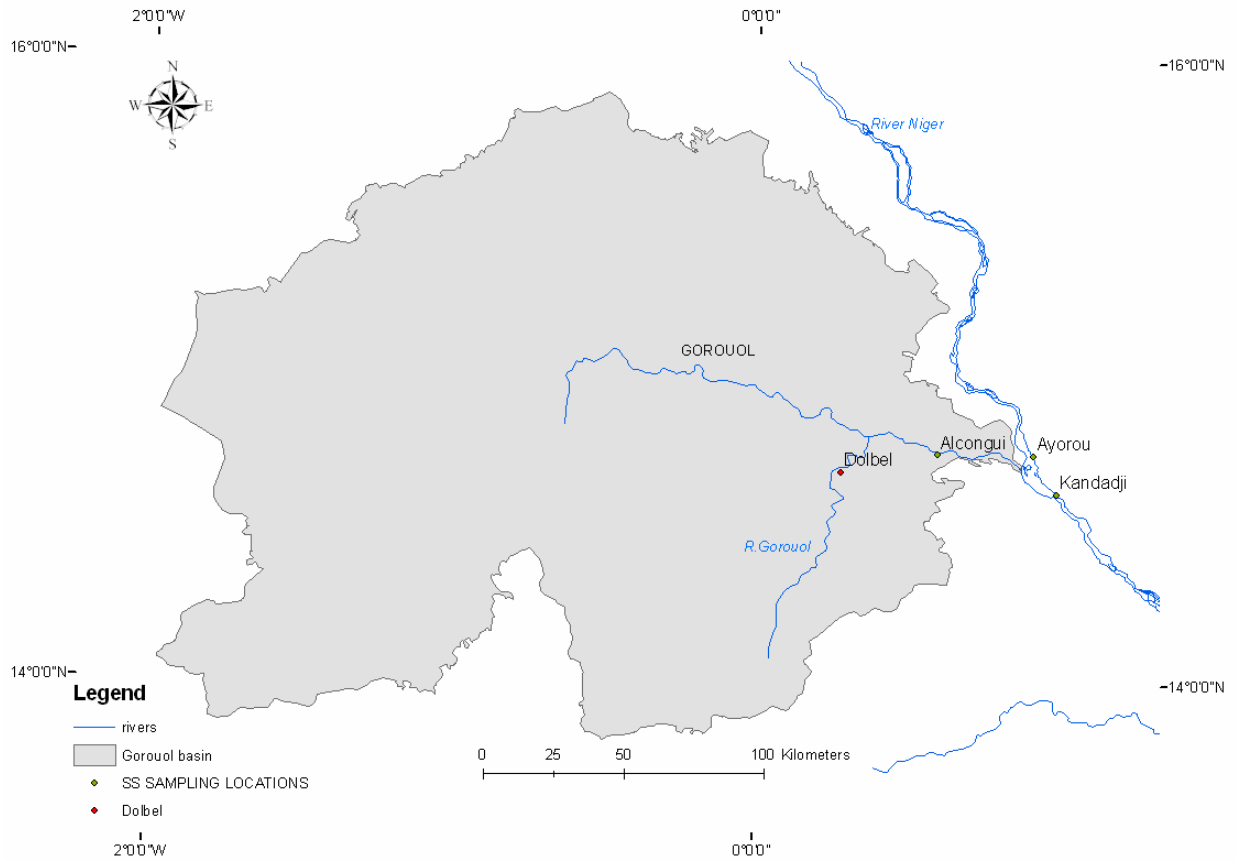 2°0'0"W 0°0'0"
16°0'0"N 16°0'0"N
N
W E
S
River Niger
GOROUOL
Alcongui Ayorou
Dolbel
Kandadji
R.Gorouol
14°0'0"N 14°0'0"N
Legend
rivers
Gorouol basin
SS SAMPLING LOCATIONS
Dolbel
0 25 50 100 Kilometers
2°0'0"W 0°0'0"